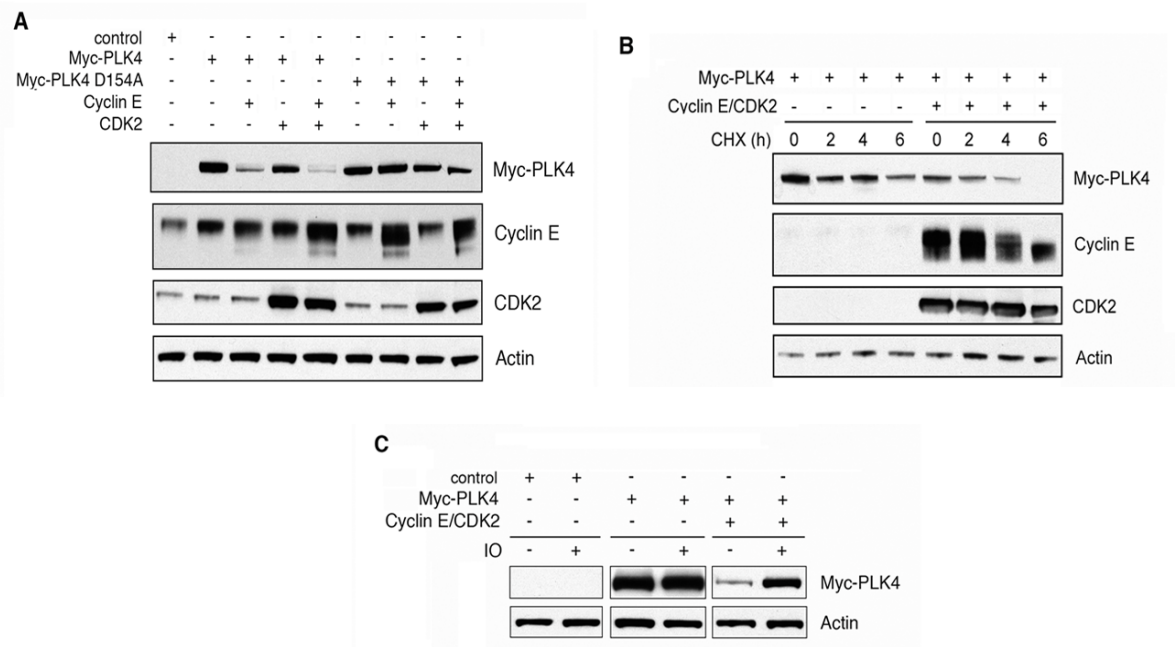 A
control + - - - - - - - -
Myc-PLK4 - + + + + - - - -
Myc-PLK4 D154A - - - - - + + + +
Cyclin E - - + - + - + - +
CDK2 - - - + + - - + +
Myc-PLK4
Cyclin E
CDK2
Actin
B
Myc-PLK4 + + + + + + + +
Cyclin E/CDK2 - - - - + + + +
CHX (h) 0 2 4 6 0 2 4 6
Myc-PLK4
Cyclin E
CDK2
Actin
C
control + + - - - -
Myc-PLK4 - - + + + +
Cyclin E/CDK2 - - - - + +
IO - + - + - +
Myc-PLK4
Actin